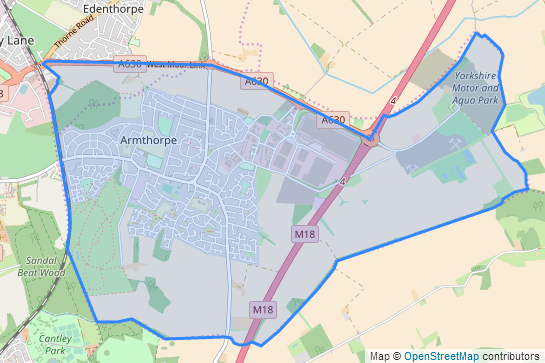 Edenthorpe
Thorne Road
y Lane
A630
West Moor Link
A630
A630
4
8
Yorkshire
Motor and
Aqua Park
Armthorpe
4
M18
Sandal
Beat Wood
M18
Cantley
Park
Map © OpenStreetMap contributors